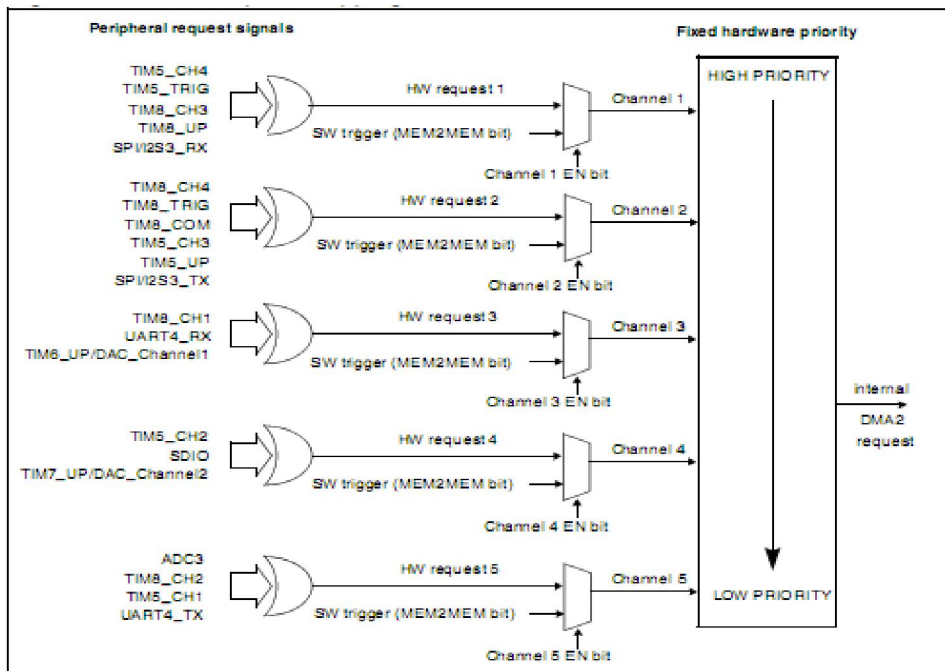 Peripheral request signals
Fixed hardware priority
TIM5_CH4
TIM5_TRIG
TIM8_CH3
TIM8_UP
SPI/I2S3_RX
HW request 1
SW trigger (MEM2MEM bit)
Channel 1
Channel 1 EN bit
HIGH PRIORITY
TIM8_CH4
TIM8_TRIG
TIM8_COM
TIM5_CH3
TIM5_UP
SPI/I2S3_TX
HW request 2
SW trigger (MEM2MEM bit)
Channel 2
Channel 2 EN bit
TIM8_CH1
UART4_RX
TIM6_UP/DAC_Channel1
HW request 3
SW trigger (MEM2MEM bit)
Channel 3
Channel 3 EN bit
internal
DMA2
request
TIM5_CH2
SDIO
TIM7_UP/DAC_Channel2
HW request 4
SW trigger (MEM2MEM bit)
Channel 4
Channel 4 EN bit
ADC3
TIM8_CH2
TIM5_CH1
UART4_TX
HW request 5
SW trigger (MEM2MEM bit)
Channel 5
Channel 5 EN bit
LOW PRIORITY